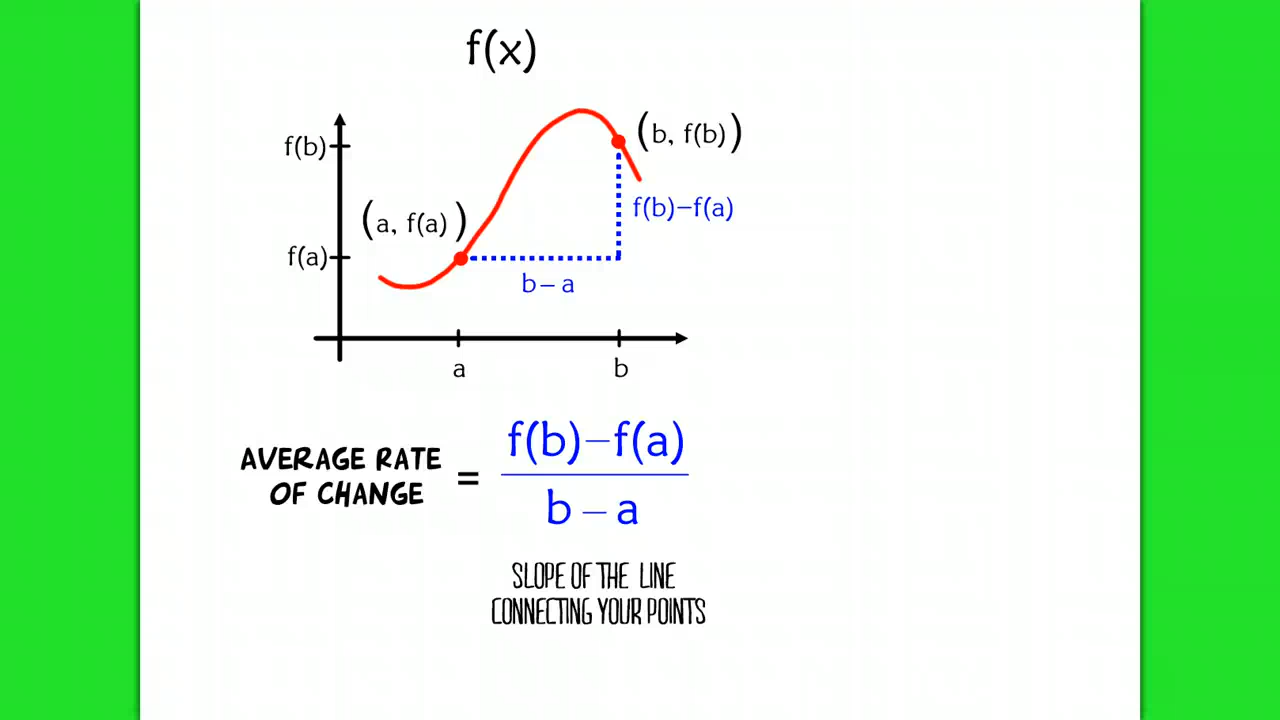 f(x)
f(b)
(b, f(b))
(a, f(a))
f(b)−f(a)
f(a)
b − a
a
b
AVERAGE RATE
OF CHANGE
=
f(b)−f(a)
b − a
SLOPE OF THE LINE
CONNECTING YOUR POINTS